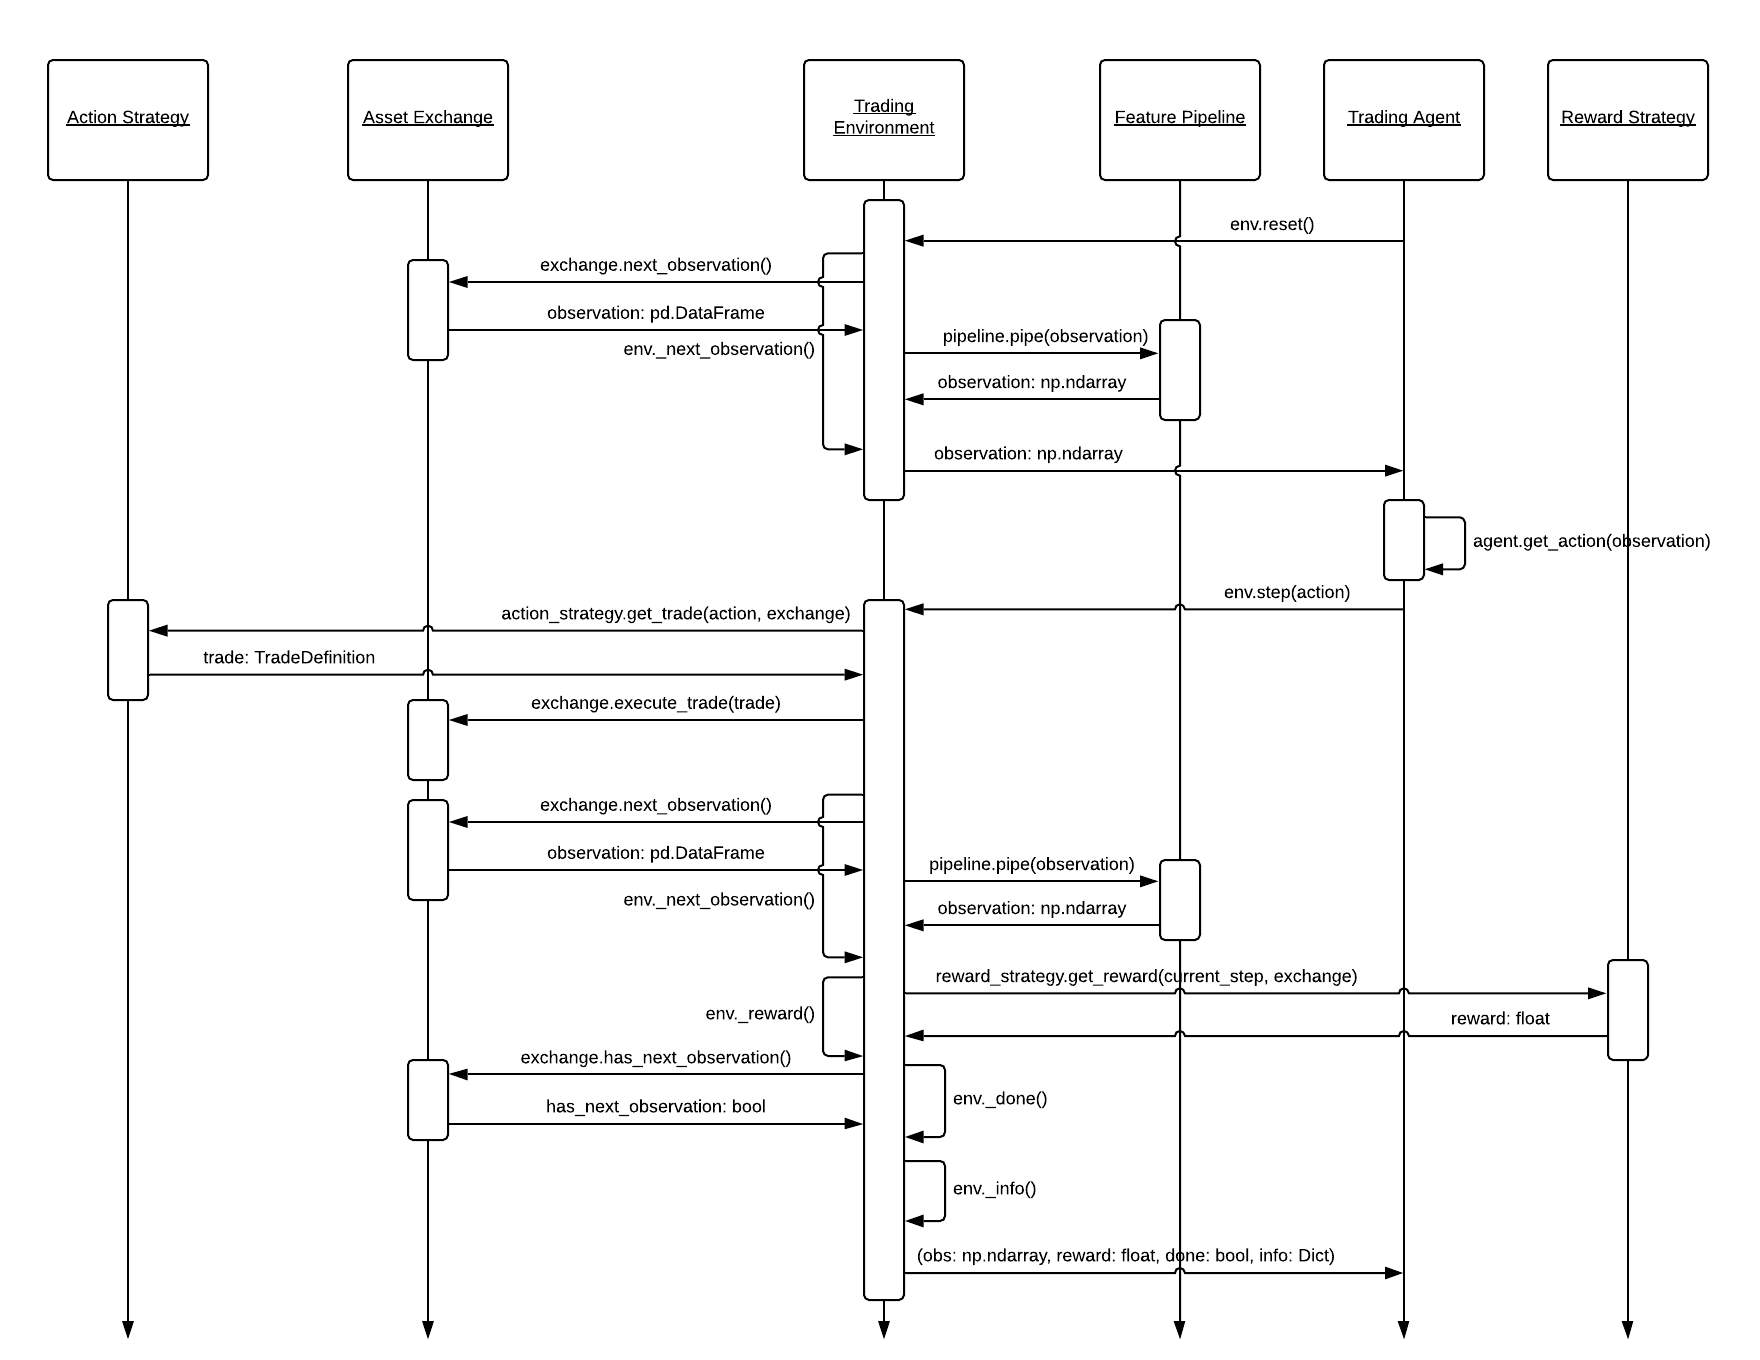 Action Strategy
Asset Exchange
Trading
Environment
Feature Pipeline
Trading Agent
Reward Strategy
env.reset()
exchange.next_observation()
observation: pd.DataFrame
env._next_observation()
pipeline.pipe(observation)
observation: np.ndarray
observation: np.ndarray
agent.get_action(observation)
env.step(action)
action_strategy.get_trade(action, exchange)
trade: TradeDefinition
exchange.execute_trade(trade)
exchange.next_observation()
observation: pd.DataFrame
pipeline.pipe(observation)
env._next_observation()
observation: np.ndarray
reward_strategy.get_reward(current_step, exchange)
env._reward()
reward: float
exchange.has_next_observation()
env._done()
has_next_observation: bool
env._info()
(obs: np.ndarray, reward: float, done: bool, info: Dict)